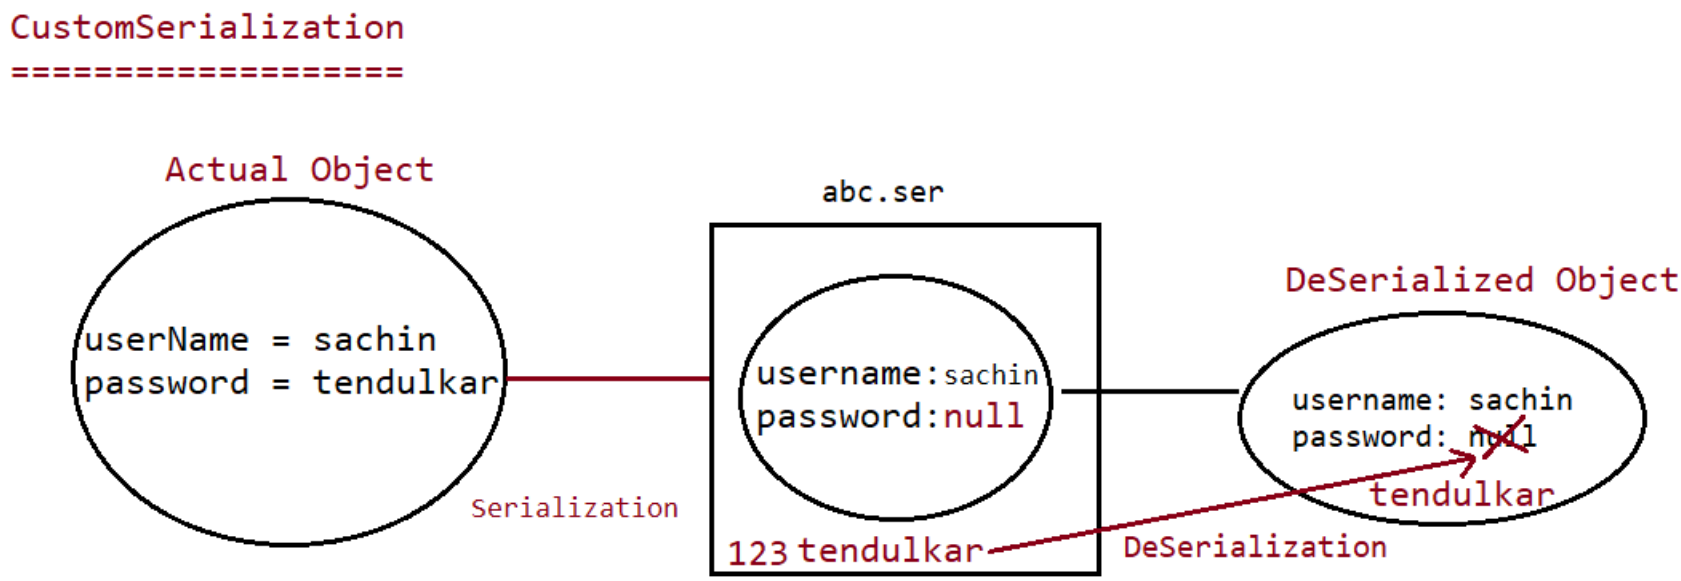 CustomSerialization
===================
Actual Object
userName = sachin
password = tendulkar
Serialization
abc.ser
username:sachin
password:null
123 tendulkar
DeSerialization
DeSerialized Object
username: sachin
password: null
tendulkar